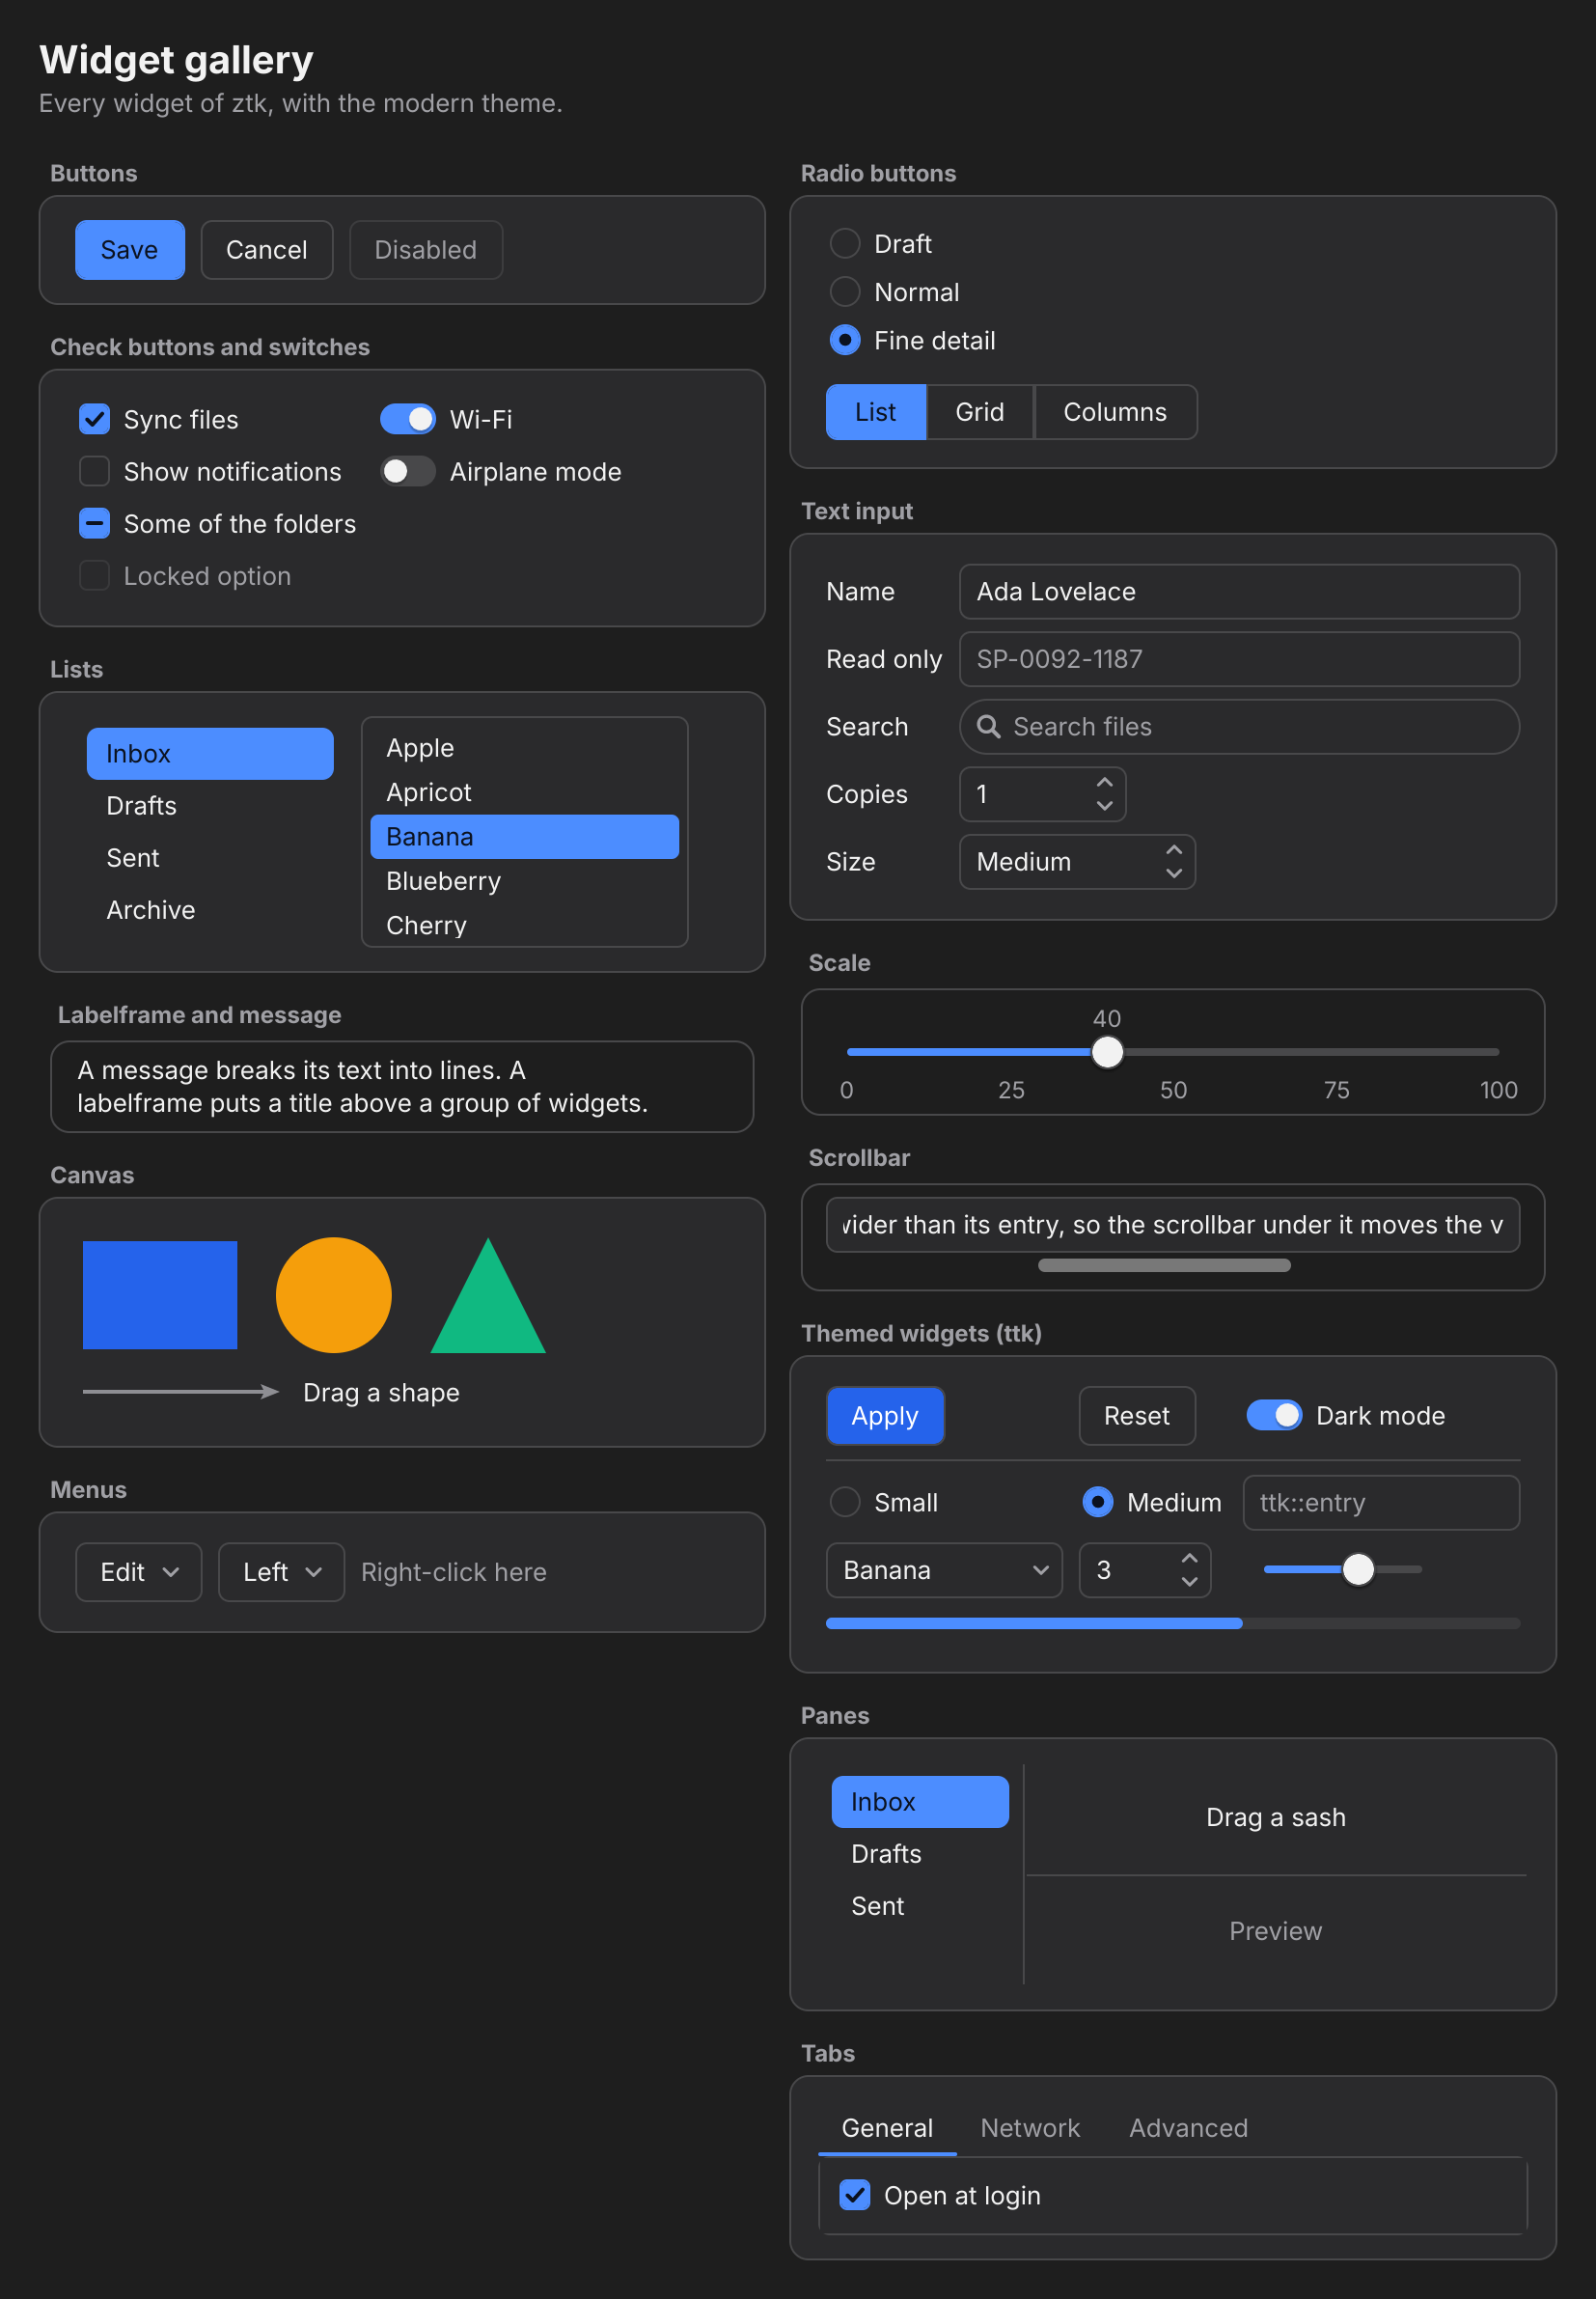 Widget gallery
Every widget of ztk, with the modern theme.
Buttons
Save
Cancel
Disabled
Check buttons and switches
Sync files
Wi-Fi
Show notifications
Airplane mode
Some of the folders
Locked option
Lists
Inbox
Drafts
Sent
Archive
Apple
Apricot
Banana
Blueberry
Cherry
Labelframe and message
A message breaks its text into lines. A
labelframe puts a title above a group of widgets.
Canvas
Drag a shape
Menus
Edit
Left
Right-click here
Radio buttons
Draft
Normal
Fine detail
List
Grid
Columns
Text input
Name
Ada Lovelace
Read only
SP-0092-1187
Search
Search files
Copies
1
Size
Medium
Scale
40
0
25
50
75
100
Scrollbar
wider than its entry, so the scrollbar under it moves the v
Themed widgets (ttk)
Apply
Reset
Dark mode
Small
Medium
ttk::entry
Banana
3
Panes
Inbox
Drafts
Sent
Drag a sash
Preview
Tabs
General
Network
Advanced
Open at login